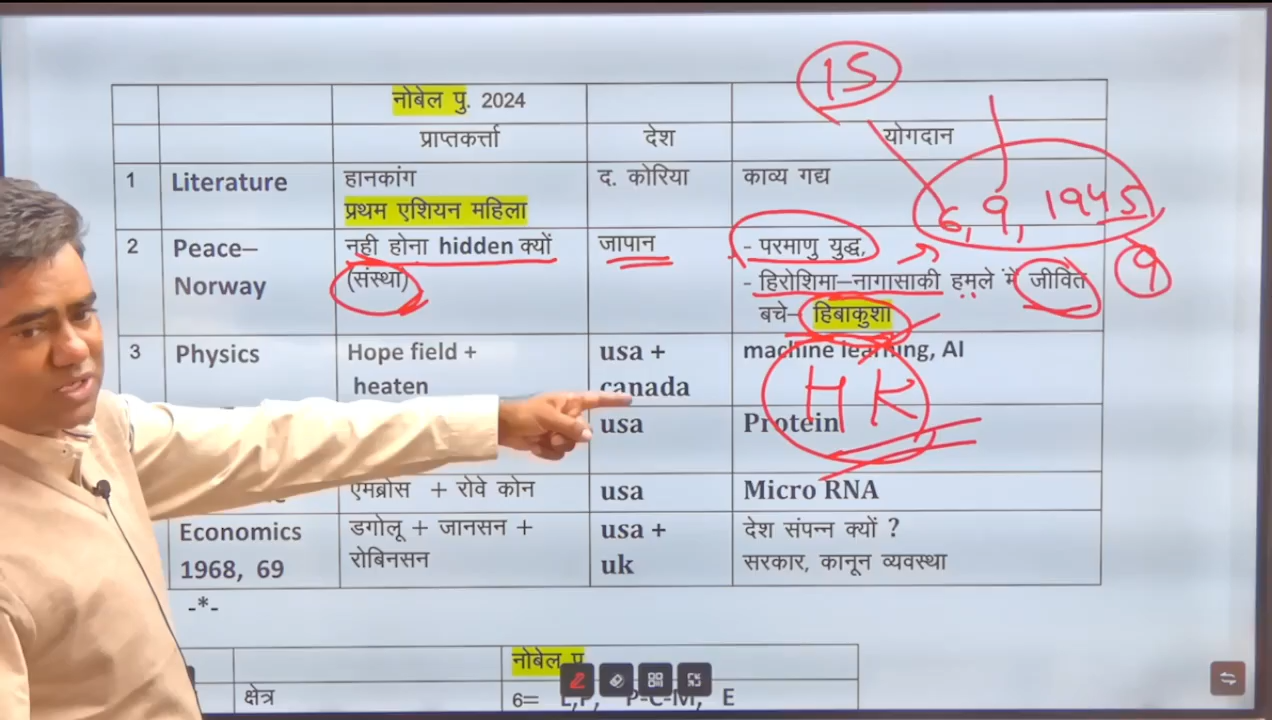 15
नोबेल पु. 2024
प्राप्तकर्त्ता देश योगदान
1 Literature हानकांग द. कोरिया काव्य गद्य
प्रथम एशियन महिला
6, 9, 1945
2 Peace– नही होना hidden क्यों जापान - परमाणु युद्ध,
Norway (संस्था) - हिरोशिमा–नागासाकी हमले में जीवित
9
बचे– हिबाकुशा
3 Physics Hope field + usa + machine learning, AI
heaten canada
H K
usa Protein
एमब्रोस + रोवे कोन usa Micro RNA
Economics डगोलू + जानसन + usa + देश संपन्न क्यों ?
1968, 69 रोबिनसन uk सरकार, कानून व्यवस्था
-*-
नोबेल पु
क्षेत्र 6= L,P, P-C-M, E